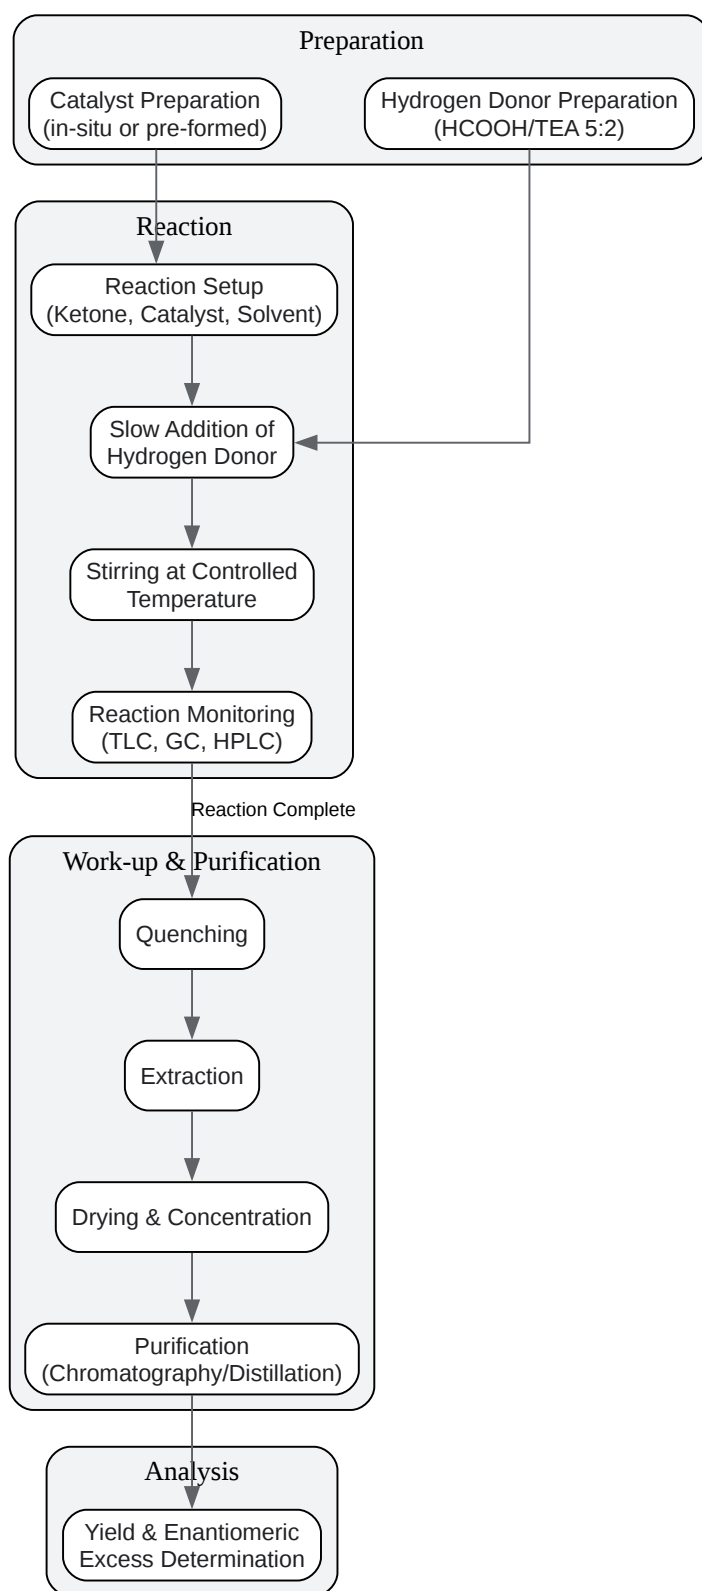 Preparation
Catalyst Preparation
(in-situ or pre-formed)
Hydrogen Donor Preparation
(HCOOH/TEA 5:2)
Reaction
Reaction Setup
(Ketone, Catalyst, Solvent)
Slow Addition of
Hydrogen Donor
Stirring at Controlled
Temperature
Reaction Monitoring
(TLC, GC, HPLC)
Reaction Complete
Work-up & Purification
Quenching
Extraction
Drying & Concentration
Purification
(Chromatography/Distillation)
Analysis
Yield & Enantiomeric
Excess Determination